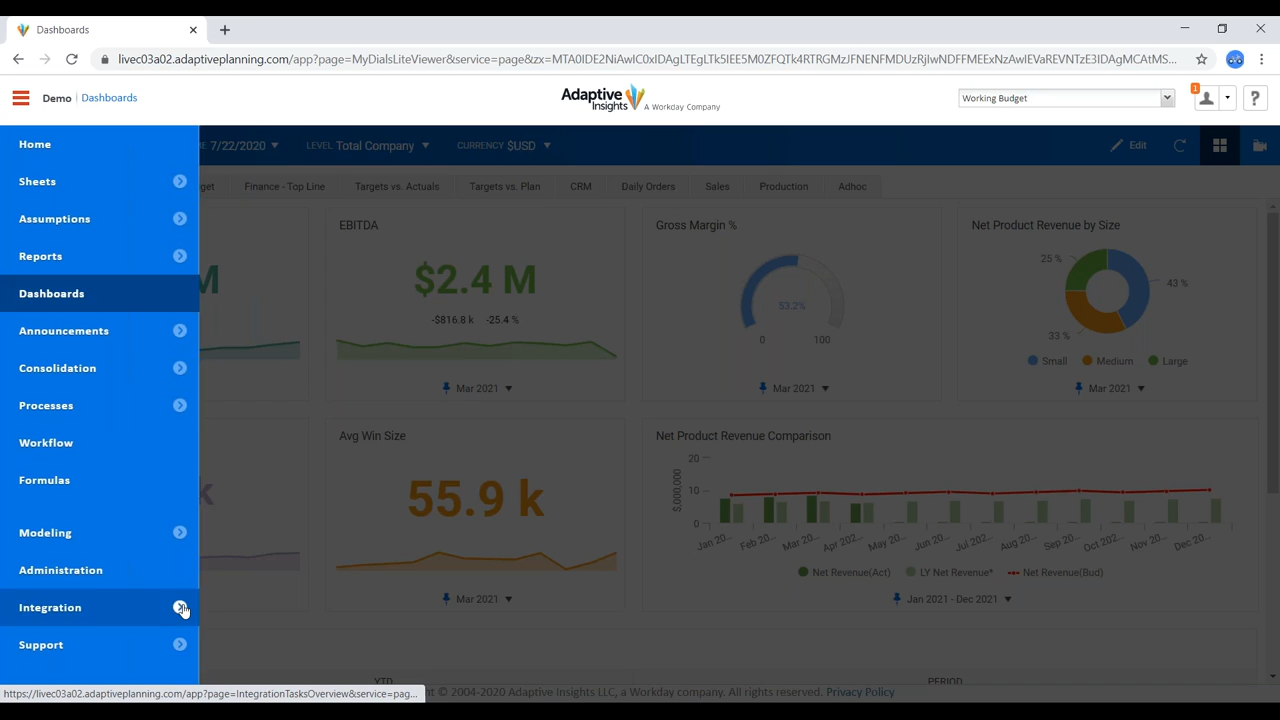 Dashboards
livec03a02.adaptiveplanning.com/app?page=MyDialsLiteViewer&service=page&zx=MTA0IDE2NiAwIC0xIDAgLTEgLTk5IEE5M0ZFQTk4RTRGMzJFNENFMDUzRjIwNDFFMEExNzAwIEVaREVNTzE3IDAgMCAtMS...
Demo | Dashboards
Adaptive Insights A Workday Company
Working Budget
1
?
Home
Sheets
Assumptions
Reports
Dashboards
Announcements
Consolidation
Processes
Workflow
Formulas
Modeling
Administration
Integration
Support
ME 7/22/2020
LEVEL Total Company
CURRENCY $USD
Edit
get
Finance - Top Line
Targets vs. Actuals
Targets vs. Plan
CRM
Daily Orders
Sales
Production
Adhoc
M
EBITDA
$2.4 M
-$816.8 k -25.4 %
Mar 2021
Gross Margin %
53.2%
0 100
Mar 2021
Net Product Revenue by Size
25 %
43 %
33 %
Small Medium Large
Mar 2021
k
Avg Win Size
55.9 k
Mar 2021
Net Product Revenue Comparison
$,000,000
20
10
0
Jan 20... Feb 20... Mar 20... Apr 202... May 20... Jun 20... Jul 202... Aug 20... Sep 20... Oct 202... Nov 20... Dec 20...
Net Revenue(Act) LY Net Revenue* Net Revenue(Bud)
Jan 2021 - Dec 2021
YTD
PERIOD
https://livec03a02.adaptiveplanning.com/app?page=IntegrationTasksOverview&service=pag...
t © 2004-2020 Adaptive Insights LLC, a Workday company. All rights reserved. Privacy Policy